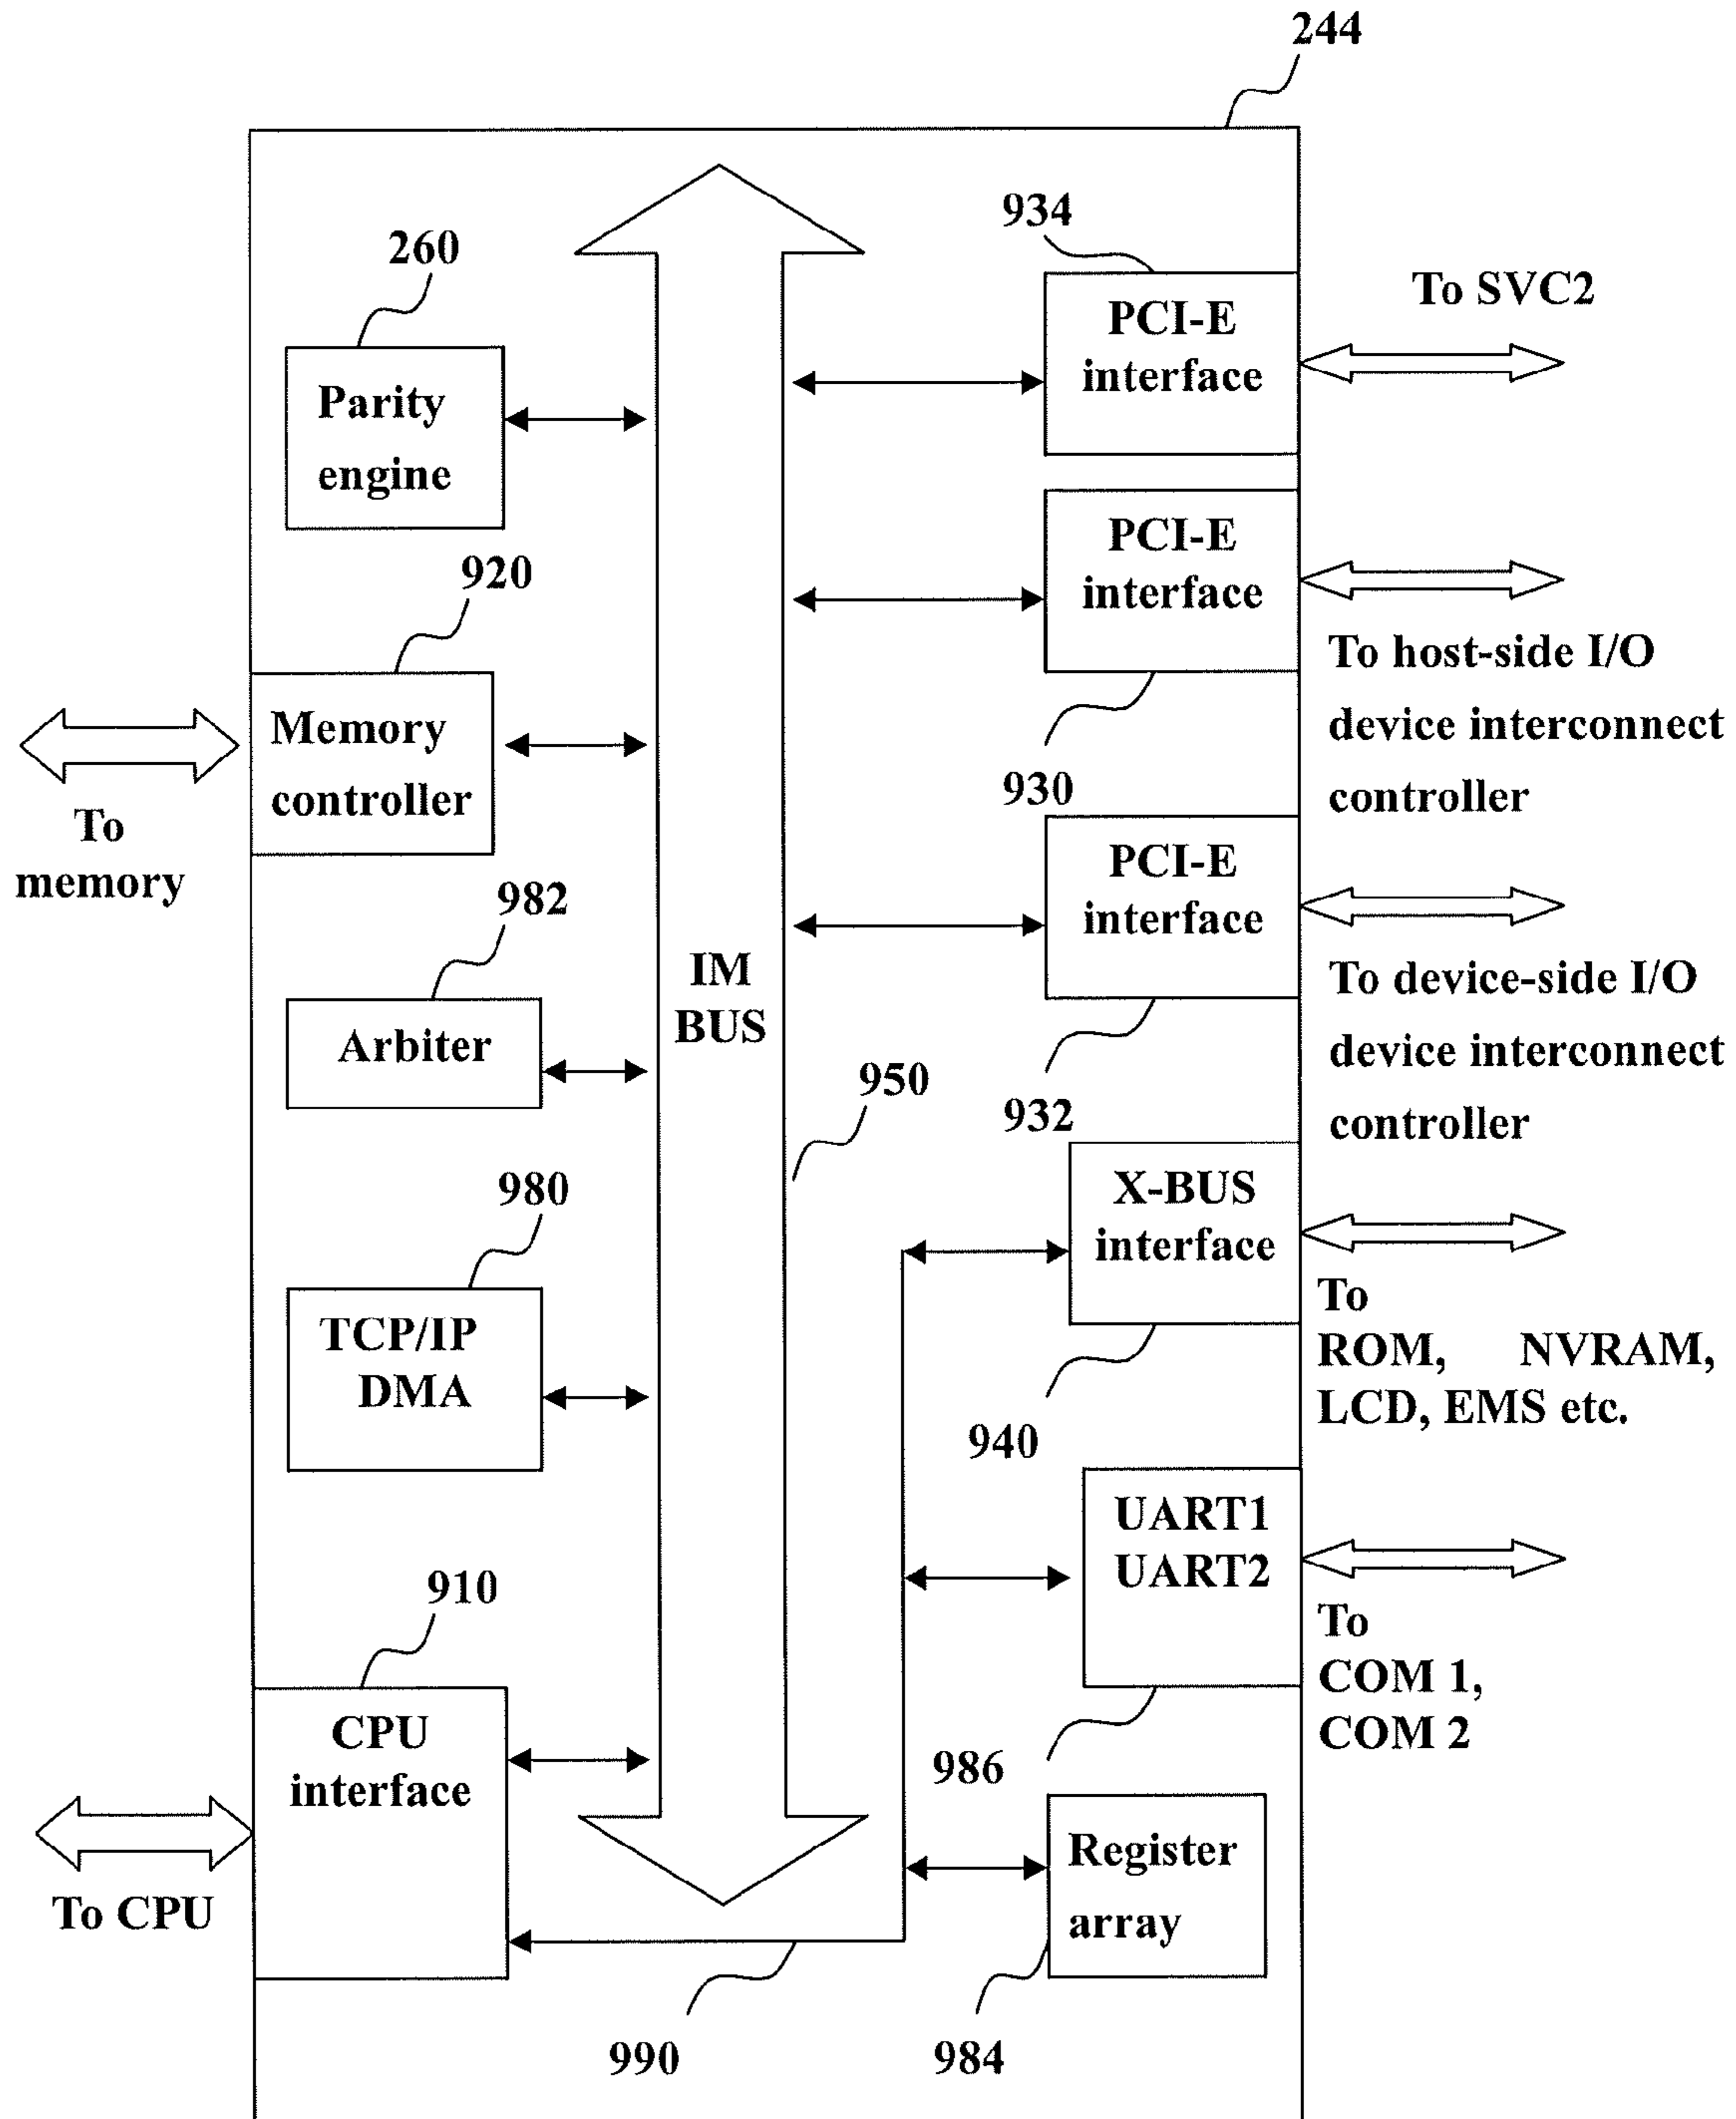 244
934
To SVC2
260
PCI-E
interface
Parity
engine
PCI-E
interface
920
To host-side I/O
device interconnect
controller
930
Memory
controller
To
memory
PCI-E
interface
982
IM
BUS
To device-side I/O
device interconnect
controller
Arbiter
950
932
980
X-BUS
interface
To
ROM, NVRAM,
LCD, EMS etc.
TCP/IP
DMA
940
UART1
UART2
910
To
COM 1,
COM 2
CPU
interface
986
Register
array
To CPU
990
984